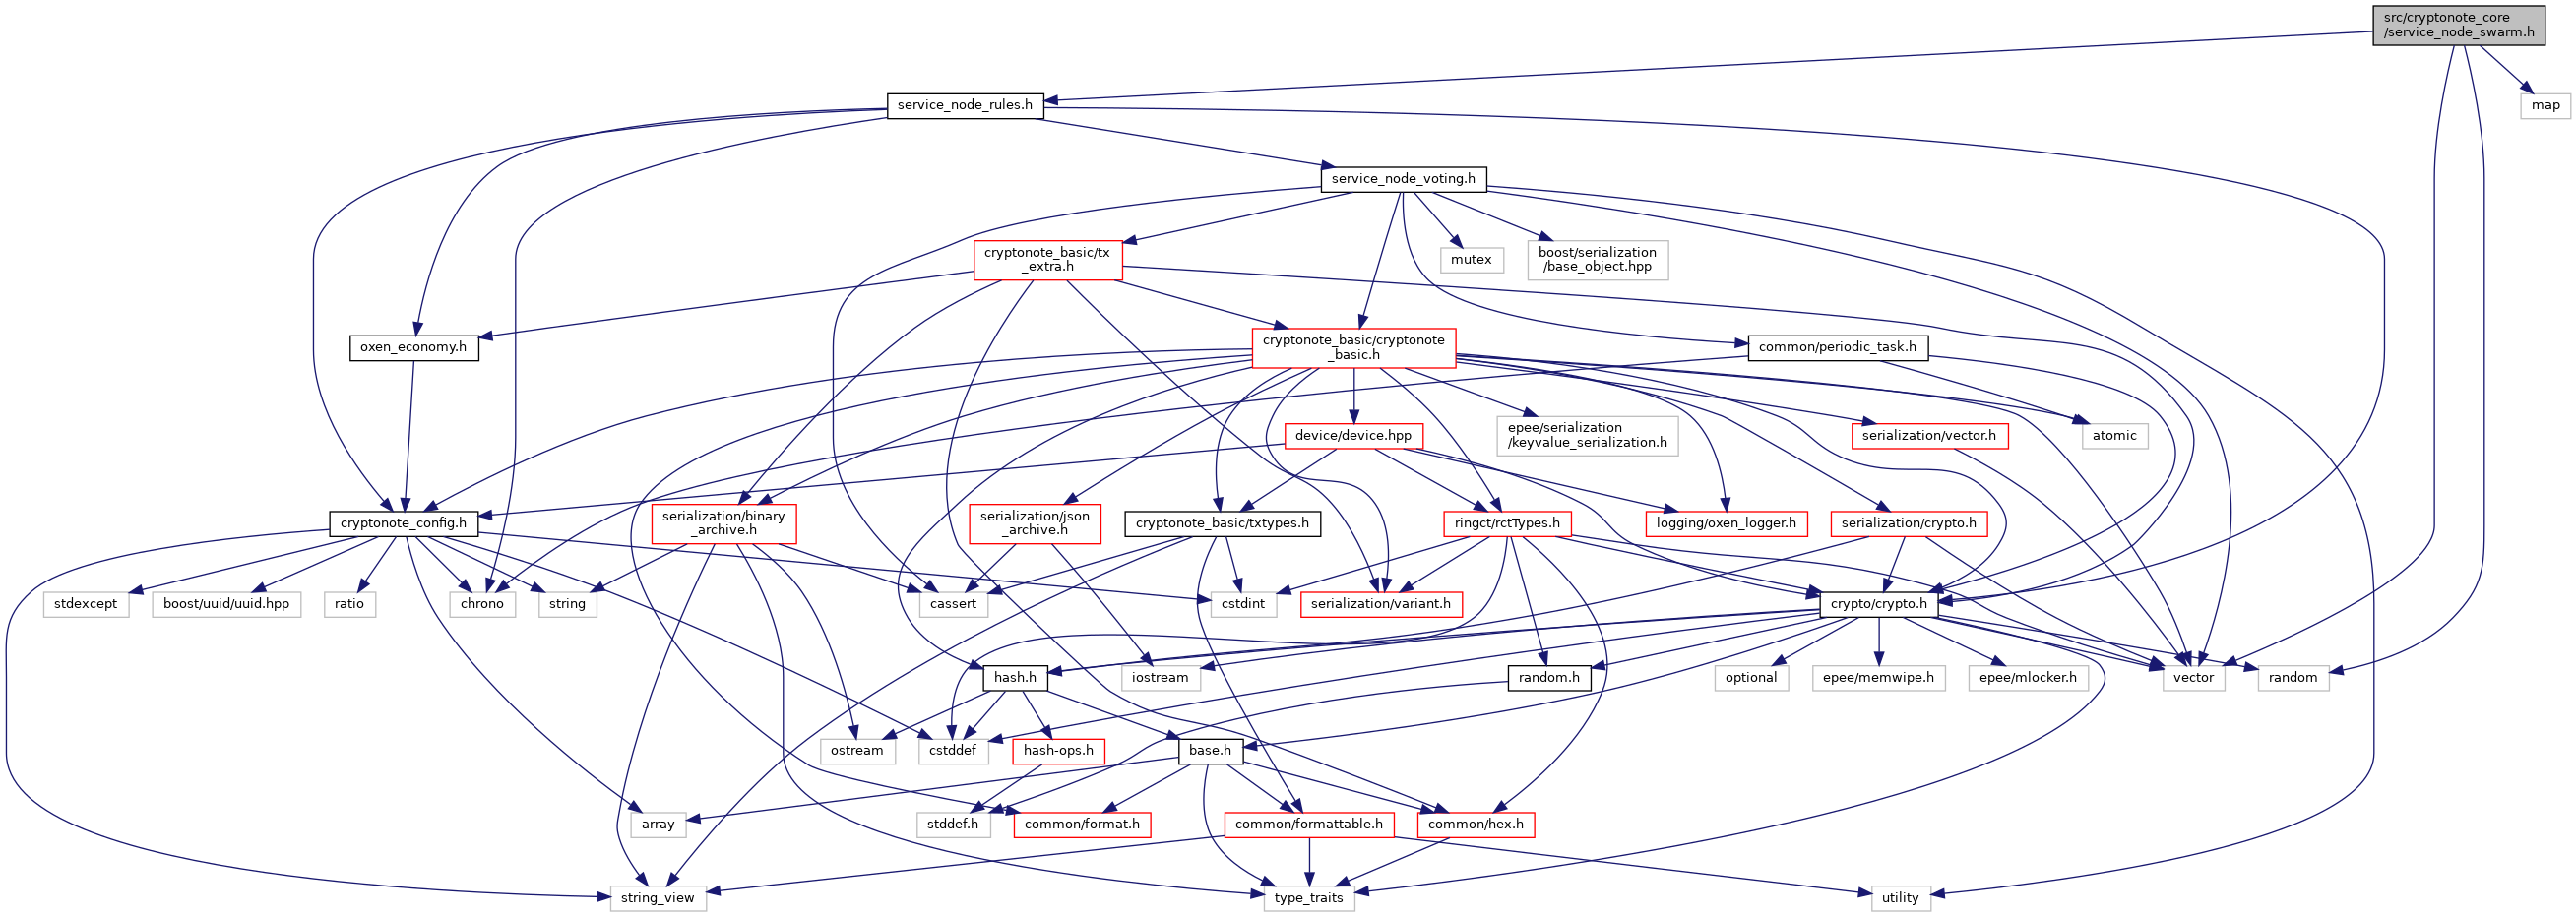 src/cryptonote_core
/service_node_swarm.h
service_node_rules.h
map
service_node_voting.h
cryptonote_basic/tx
_extra.h
mutex
boost/serialization
/base_object.hpp
oxen_economy.h
cryptonote_basic/cryptonote
_basic.h
common/periodic_task.h
device/device.hpp
epee/serialization
/keyvalue_serialization.h
serialization/vector.h
atomic
cryptonote_config.h
serialization/binary
_archive.h
serialization/json
_archive.h
cryptonote_basic/txtypes.h
ringct/rctTypes.h
logging/oxen_logger.h
serialization/crypto.h
stdexcept
boost/uuid/uuid.hpp
ratio
chrono
string
cassert
cstdint
serialization/variant.h
crypto/crypto.h
hash.h
iostream
random.h
optional
epee/memwipe.h
epee/mlocker.h
vector
random
ostream
cstddef
hash-ops.h
base.h
array
stddef.h
common/format.h
common/formattable.h
common/hex.h
string_view
type_traits
utility